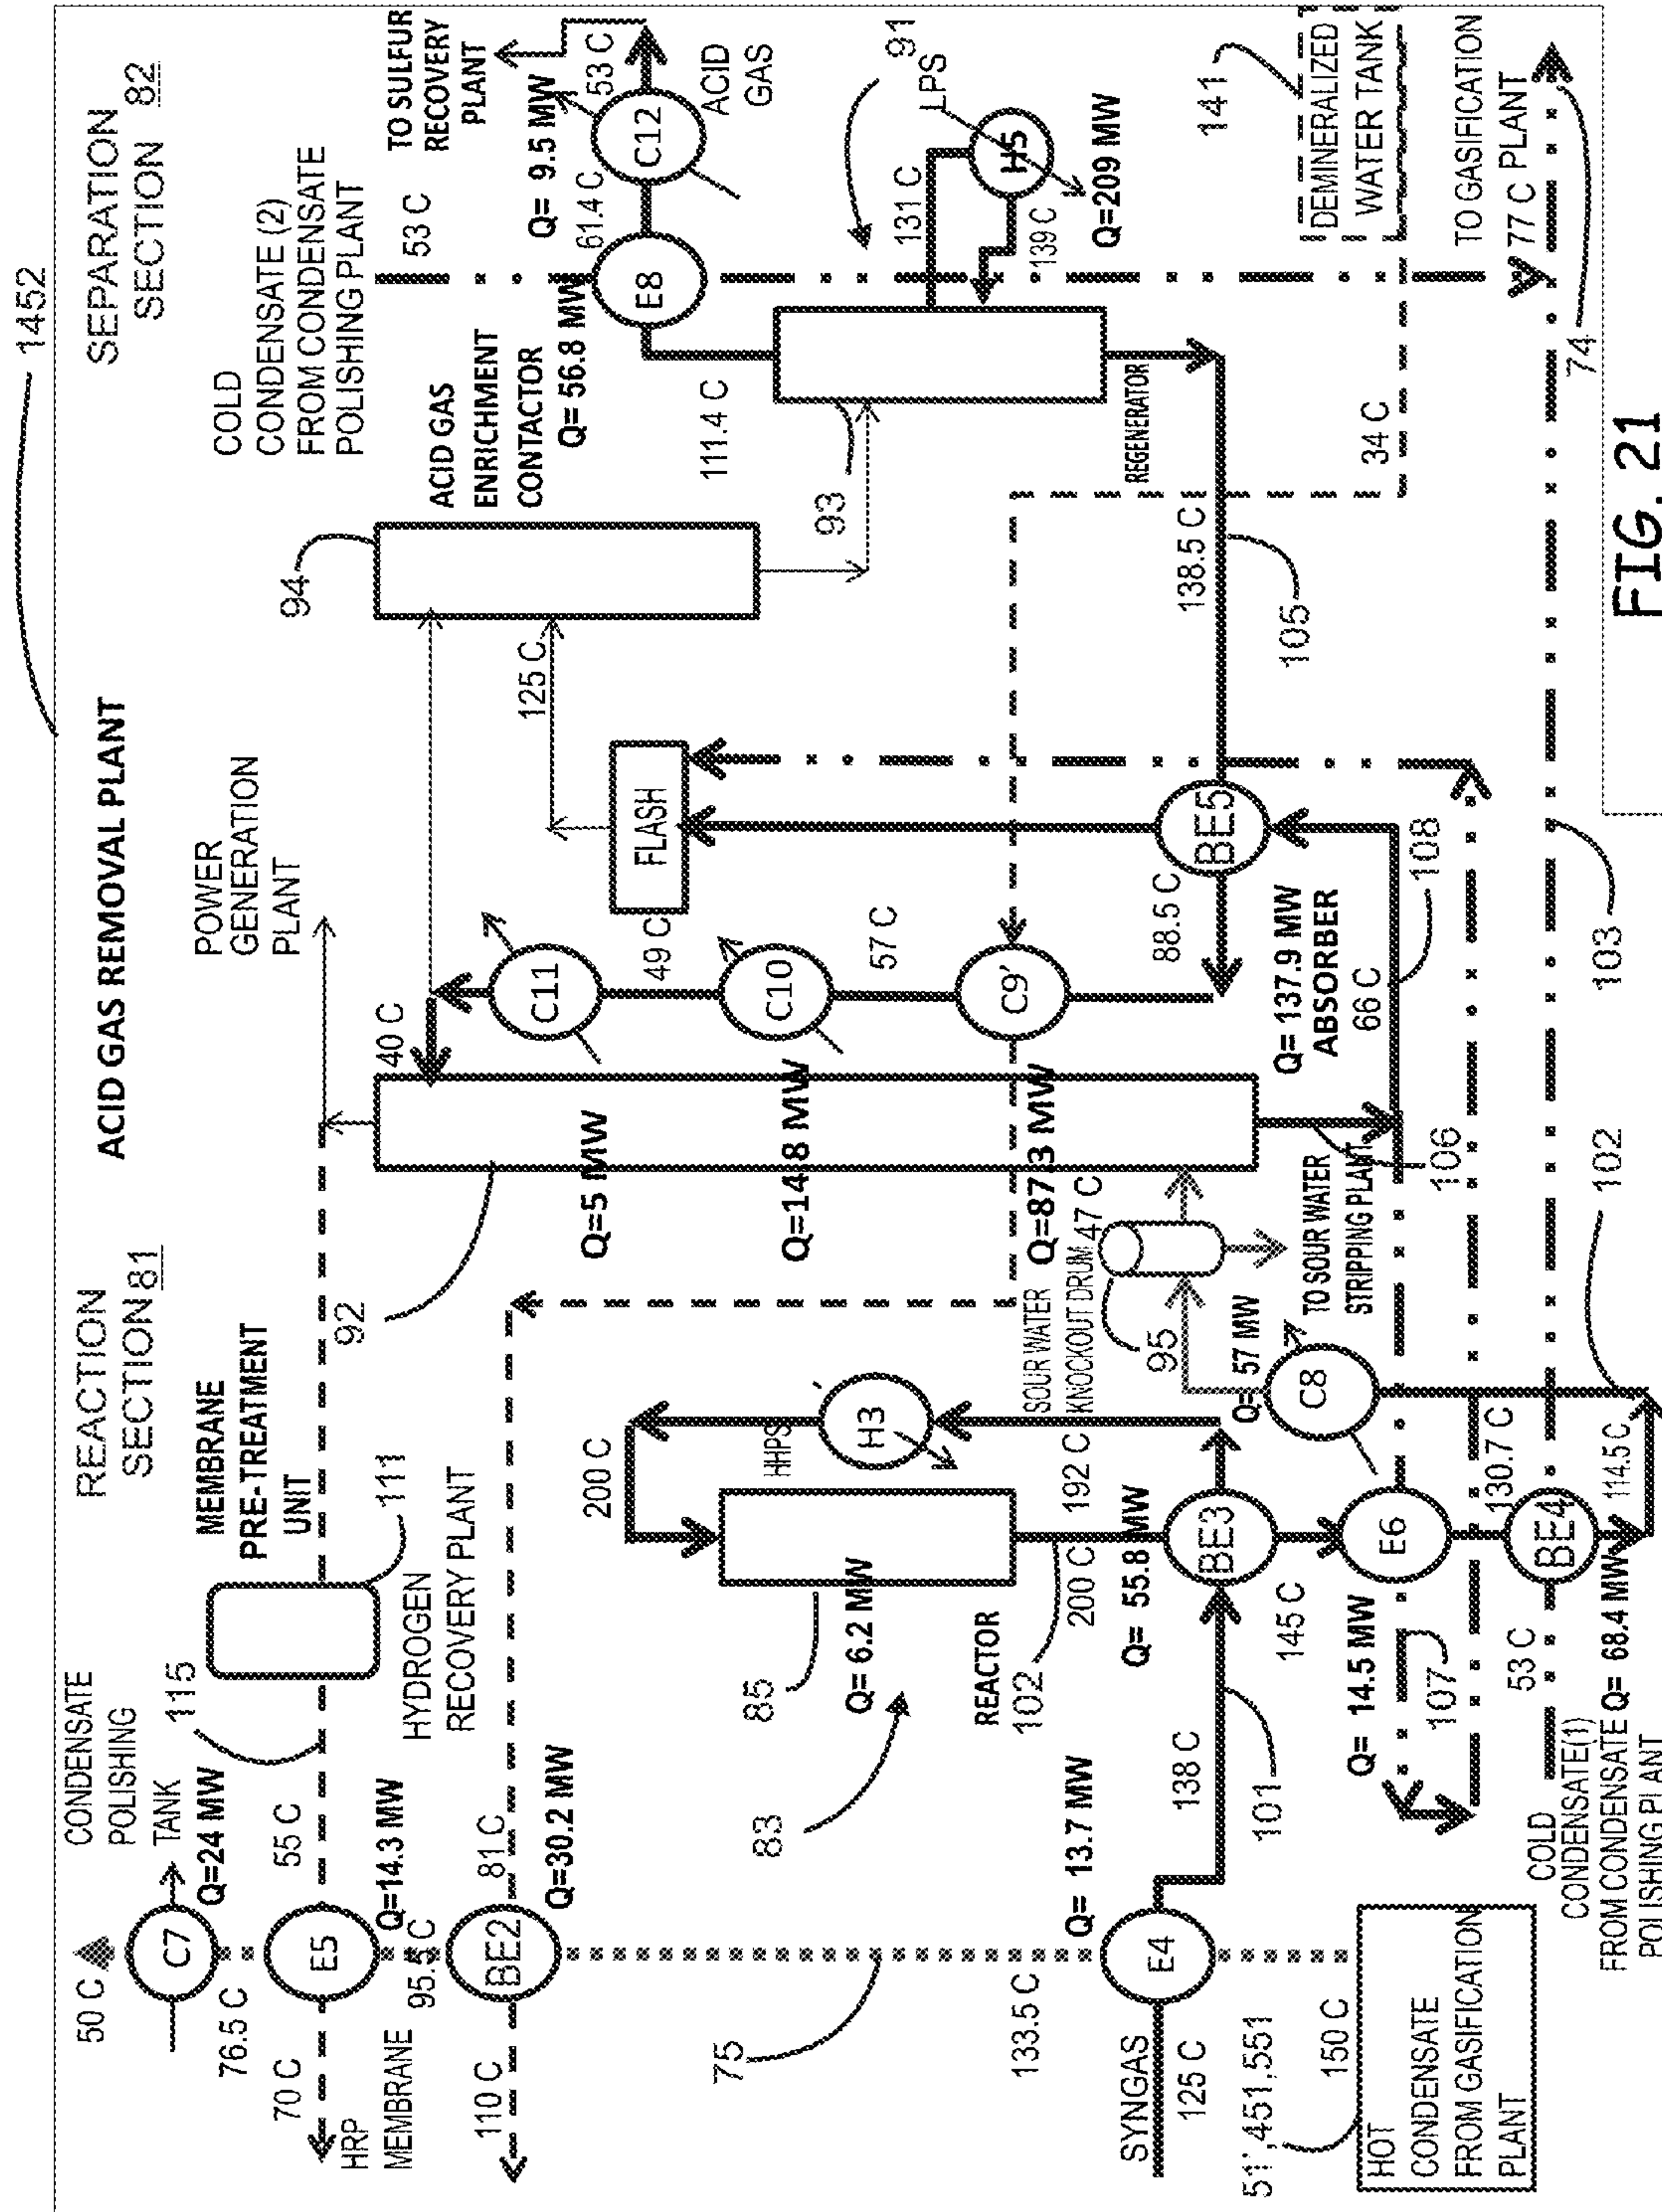 1452
ACID GAS REMOVAL PLANT
REACTION
SECTION 81
SEPARATION
SECTION 82
CONDENSATE
POLISHING
TANK
50 C
C7
Q=24 MW
76.5 C
115
MEMBRANE
PRE-TREATMENT
UNIT
111
55 C
E5
70 C
HRP
MEMBRANE
Q=14.3 MW
95.5 C
HYDROGEN
RECOVERY PLANT
BE2
81 C
110 C
Q=30.2 MW
75
133.5 C
SYNGAS
125 C
E4
Q= 13.7 MW
138 C
101
51',451,551
150 C
HOT
CONDENSATE
FROM GASIFICATION
PLANT
83
85
Q= 6.2 MW
REACTOR
102
200 C
HHPS
H3
200 C
192 C
Q= 55.8 MW
BE3
145 C
E6
Q= 14.5 MW
107
130.7 C
BE4
53 C
114.5 C
COLD
CONDENSATE(1)
FROM CONDENSATE
POLISHING PLANT
Q= 68.4 MW
102
C8
Q= 57 MW
SOUR WATER
KNOCKOUT DRUM
47 C
95
TO SOUR WATER
STRIPPING PLANT
106
92
POWER
GENERATION
PLANT
40 C
C11
Q=5 MW
49 C
C10
Q=14.8 MW
57 C
C9'
Q=87.3 MW
88.5 C
BE5
Q= 137.9 MW
ABSORBER
66 C
108
103
FLASH
125 C
94
ACID GAS
ENRICHMENT
CONTACTOR
93
138.5 C
105
REGENERATOR
111.4 C
COLD
CONDENSATE (2)
FROM CONDENSATE
POLISHING PLANT
53 C
Q= 56.8 MW
E8
61.4 C
Q= 9.5 MW
C12
53 C
TO SULFUR
RECOVERY
PLANT
ACID
GAS
91
131 C
LPS
H5
139 C
Q=209 MW
141
DEMINERALIZED
WATER TANK
34 C
TO GASIFICATION
PLANT
77 C
74
FIG. 21